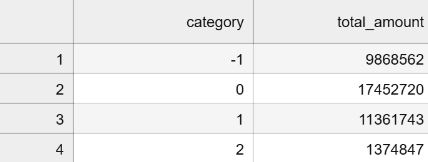 category total_amount
1 -1 9868562
2 0 17452720
3 1 11361743
4 2 1374847